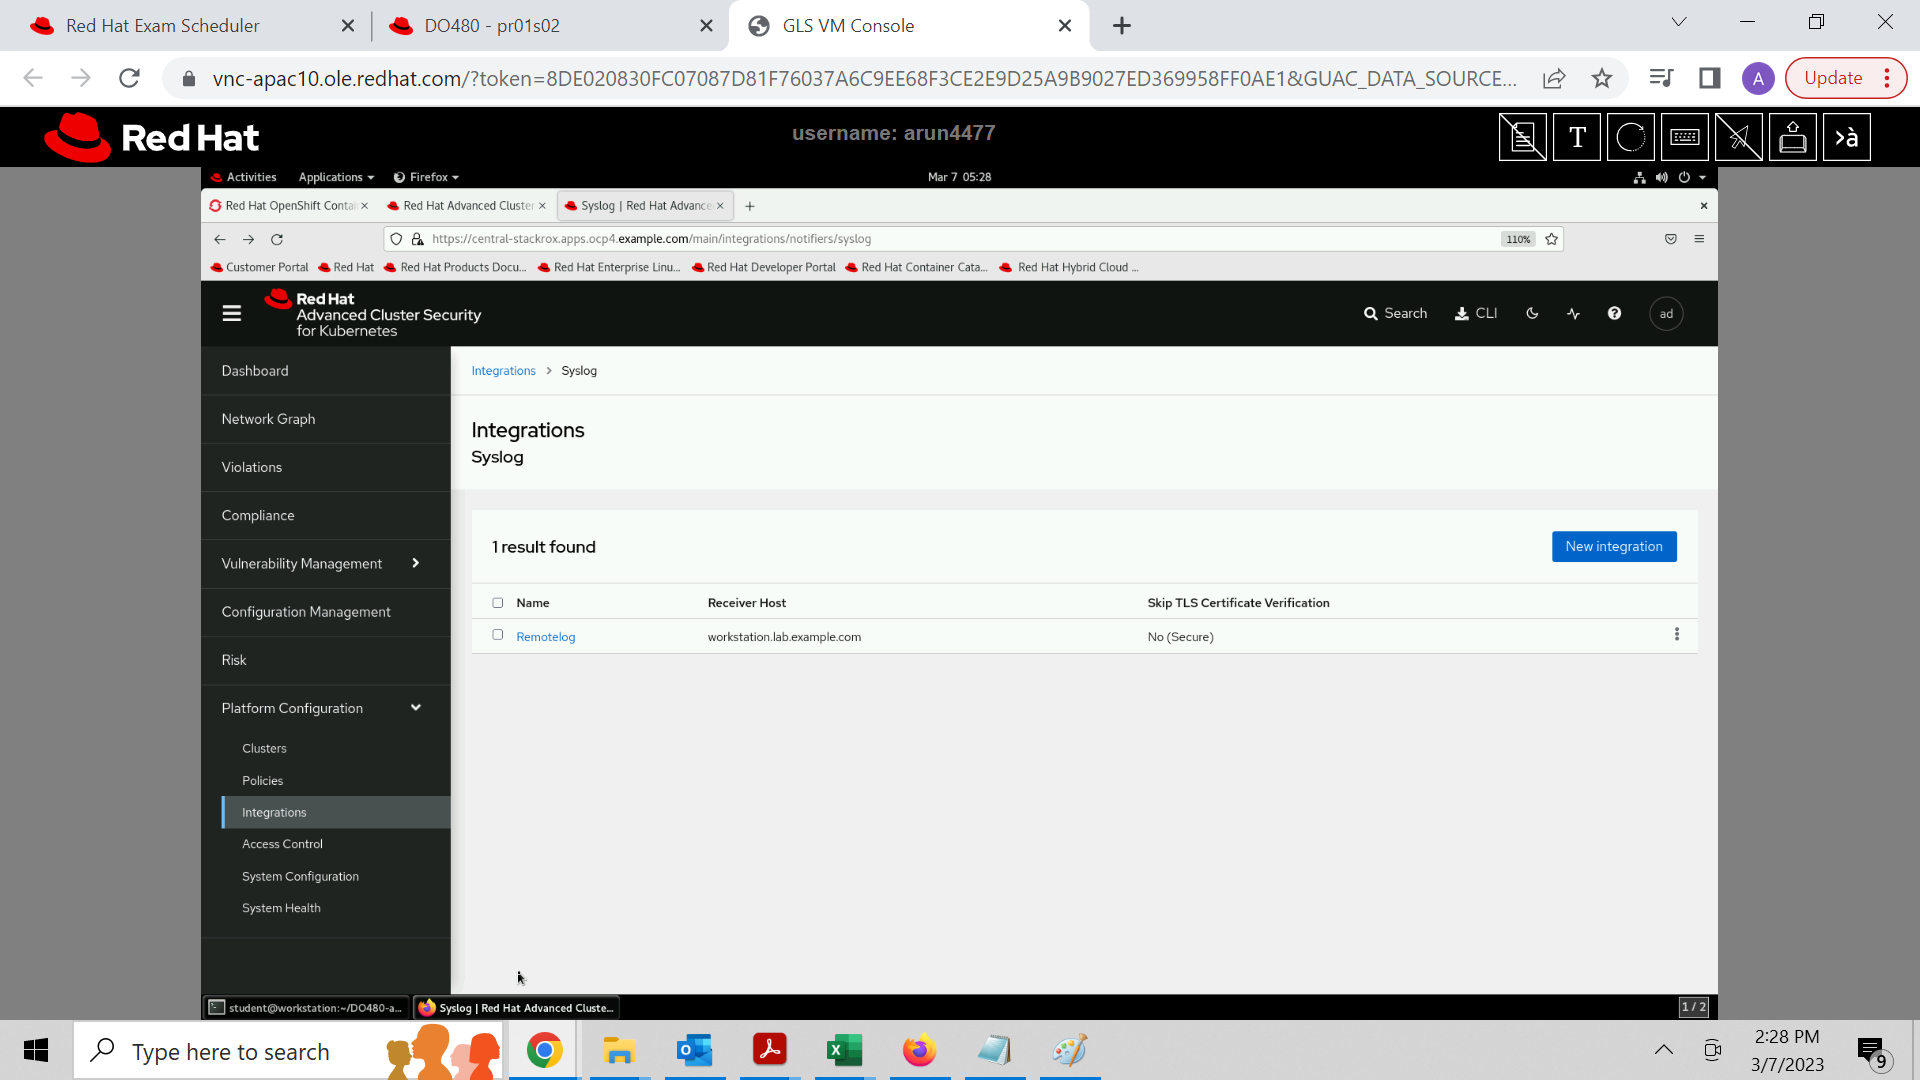 Red Hat Exam Scheduler
DO480 - pr01s02
GLS VM Console
vnc-apac10.ole.redhat.com/?token=8DE020830FC07087D81F76037A6C9EE68F3CE2E9D25A9B9027ED369958FF0AE1&GUAC_DATA_SOURCE...
A
Update
Red Hat
username: arun4477
T
>à
Activities
Applications
Firefox
Mar 7 05:28
Red Hat OpenShift Contai
Red Hat Advanced Cluster
Syslog | Red Hat Advance
https://central-stackrox.apps.ocp4.example.com/main/integrations/notifiers/syslog
110%
Customer Portal
Red Hat
Red Hat Products Docu...
Red Hat Enterprise Linu...
Red Hat Developer Portal
Red Hat Container Cata...
Red Hat Hybrid Cloud ...
Red Hat
Advanced Cluster Security
for Kubernetes
Search
CLI
ad
Dashboard
Network Graph
Violations
Compliance
Vulnerability Management
Configuration Management
Risk
Platform Configuration
Clusters
Policies
Integrations
Access Control
System Configuration
System Health
Integrations > Syslog
Integrations
Syslog
1 result found
New integration
Name Receiver Host Skip TLS Certificate Verification
Remotelog workstation.lab.example.com No (Secure)
student@workstation:~/DO480-a...
Syslog | Red Hat Advanced Cluste...
1 / 2
Type here to search
2:28 PM
3/7/2023
9